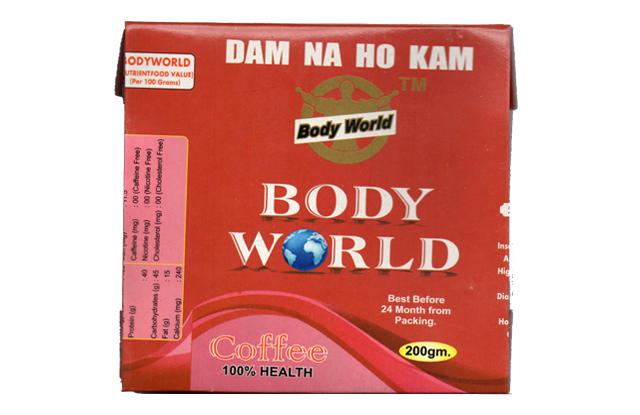 DAM NA HO KAM
TM
Body World
BODY
WORLD
Best Before
24 Month from
Packing.
Coffee
100% HEALTH
200gm.
BODYWORLD
UTRIENT FOOD VALUE)
(Per 100 Grams)
Protein (g) : 40
Carbohydrates (g) : 45
Fat (g) : 15
Calcium (mg) : 240
Caffeine (mg) : 00 (Caffeine Free)
Nicotine (mg) : 00 (Nicotine Free)
Cholesterol (mg) : 00 (Cholesterol Free)